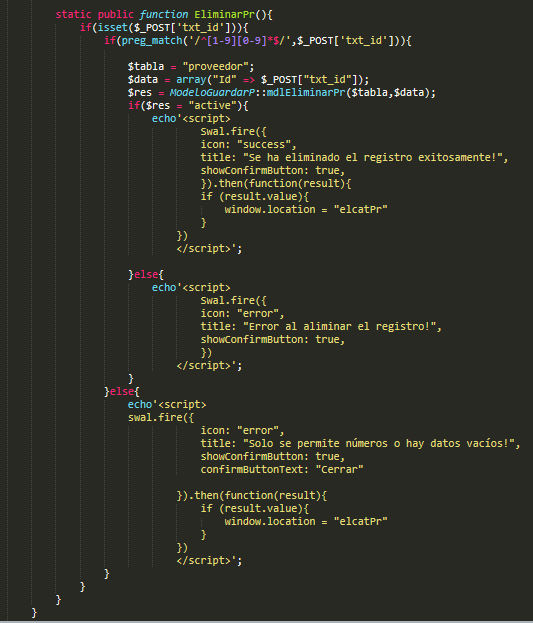 static public function EliminarPr(){
if(isset($_POST['txt_id'])){
if(preg_match('/^[1-9][0-9]*$/',$_POST['txt_id'])){
$tabla = "proveedor";
$data = array("Id" => $_POST["txt_id"]);
$res = ModeloGuardarP::mdlEliminarPr($tabla,$data);
if($res = "active"){
echo'<script>
Swal.fire({
icon: "success",
title: "Se ha eliminado el registro exitosamente!",
showConfirmButton: true,
}).then(function(result){
if (result.value){
window.location = "elcatPr"
}
})
</script>';
}else{
echo'<script>
Swal.fire({
icon: "error",
title: "Error al aliminar el registro!",
showConfirmButton: true,
})
</script>';
}
}else{
echo'<script>
swal.fire({
icon: "error",
title: "Solo se permite números o hay datos vacíos!",
showConfirmButton: true,
confirmButtonText: "Cerrar"
}).then(function(result){
if (result.value){
window.location = "elcatPr"
}
})
</script>';
}
}
}
}